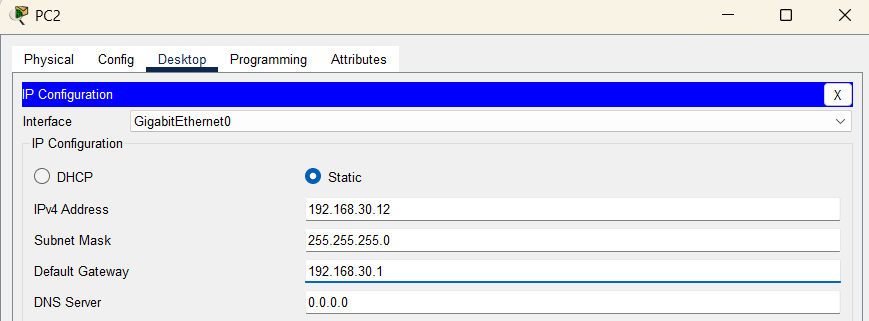 PC2
Physical Config Desktop Programming Attributes
IP Configuration X
Interface GigabitEthernet0
IP Configuration
DHCP Static
IPv4 Address 192.168.30.12
Subnet Mask 255.255.255.0
Default Gateway 192.168.30.1
DNS Server 0.0.0.0